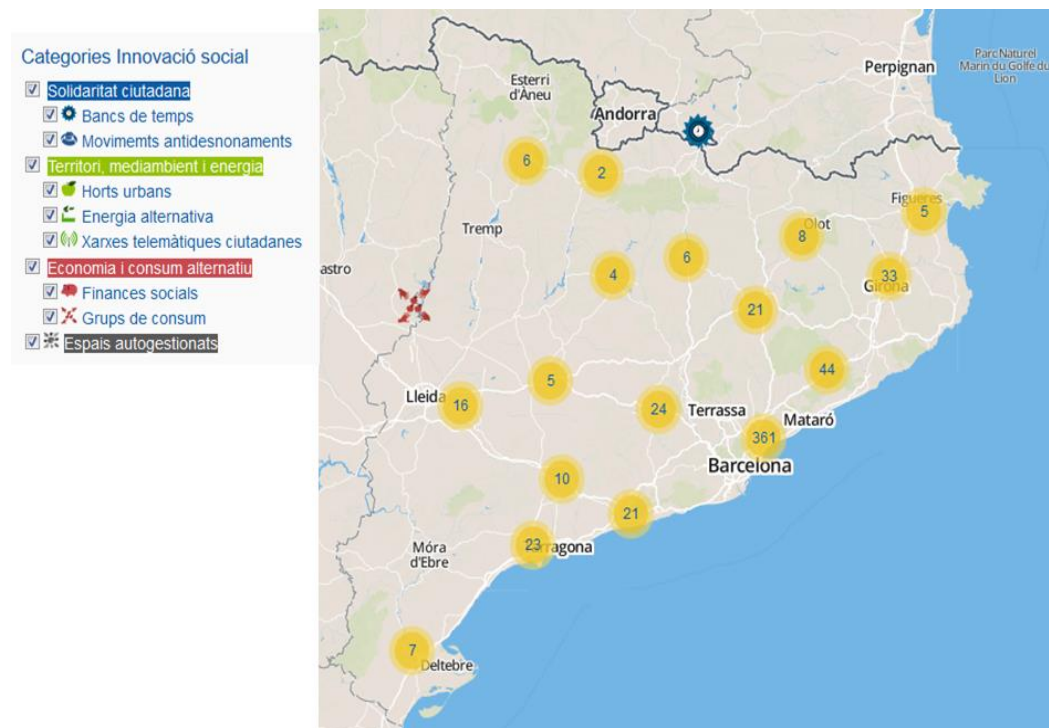 Categories Innovació social
Solidaritat ciutadana
Bancs de temps
Movimemts antidesnonaments
Territori, mediambient i energia
Horts urbans
Energia alternativa
Xarxes telemàtiques ciutadanes
Economia i consum alternatiu
Finances socials
Grups de consum
Espais autogestionats
Parc Naturel
Marin du Golfe du
Lion
Perpignan
Esterri
d'Àneu
Andorra
6
2
Figueres
5
Tremp
Olot
8
6
4
33
Girona
astro
21
44
5
Lleida
16
24
Terrassa
Mataró
361
Barcelona
10
21
23
Móra
d'Ebre
7
Deltebre